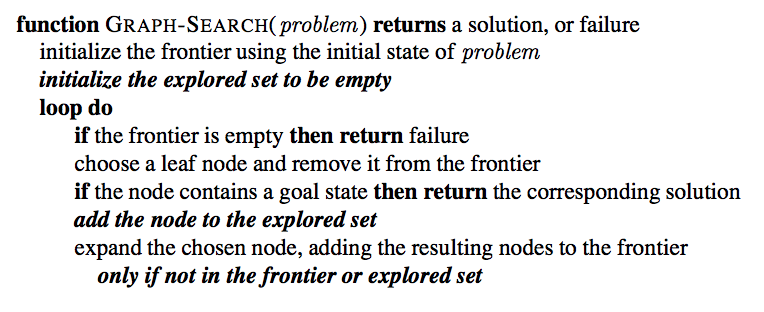 function GRAPH-SEARCH(problem) returns a solution, or failure
initialize the frontier using the initial state of problem
initialize the explored set to be empty
loop do
if the frontier is empty then return failure
choose a leaf node and remove it from the frontier
if the node contains a goal state then return the corresponding solution
add the node to the explored set
expand the chosen node, adding the resulting nodes to the frontier
only if not in the frontier or explored set